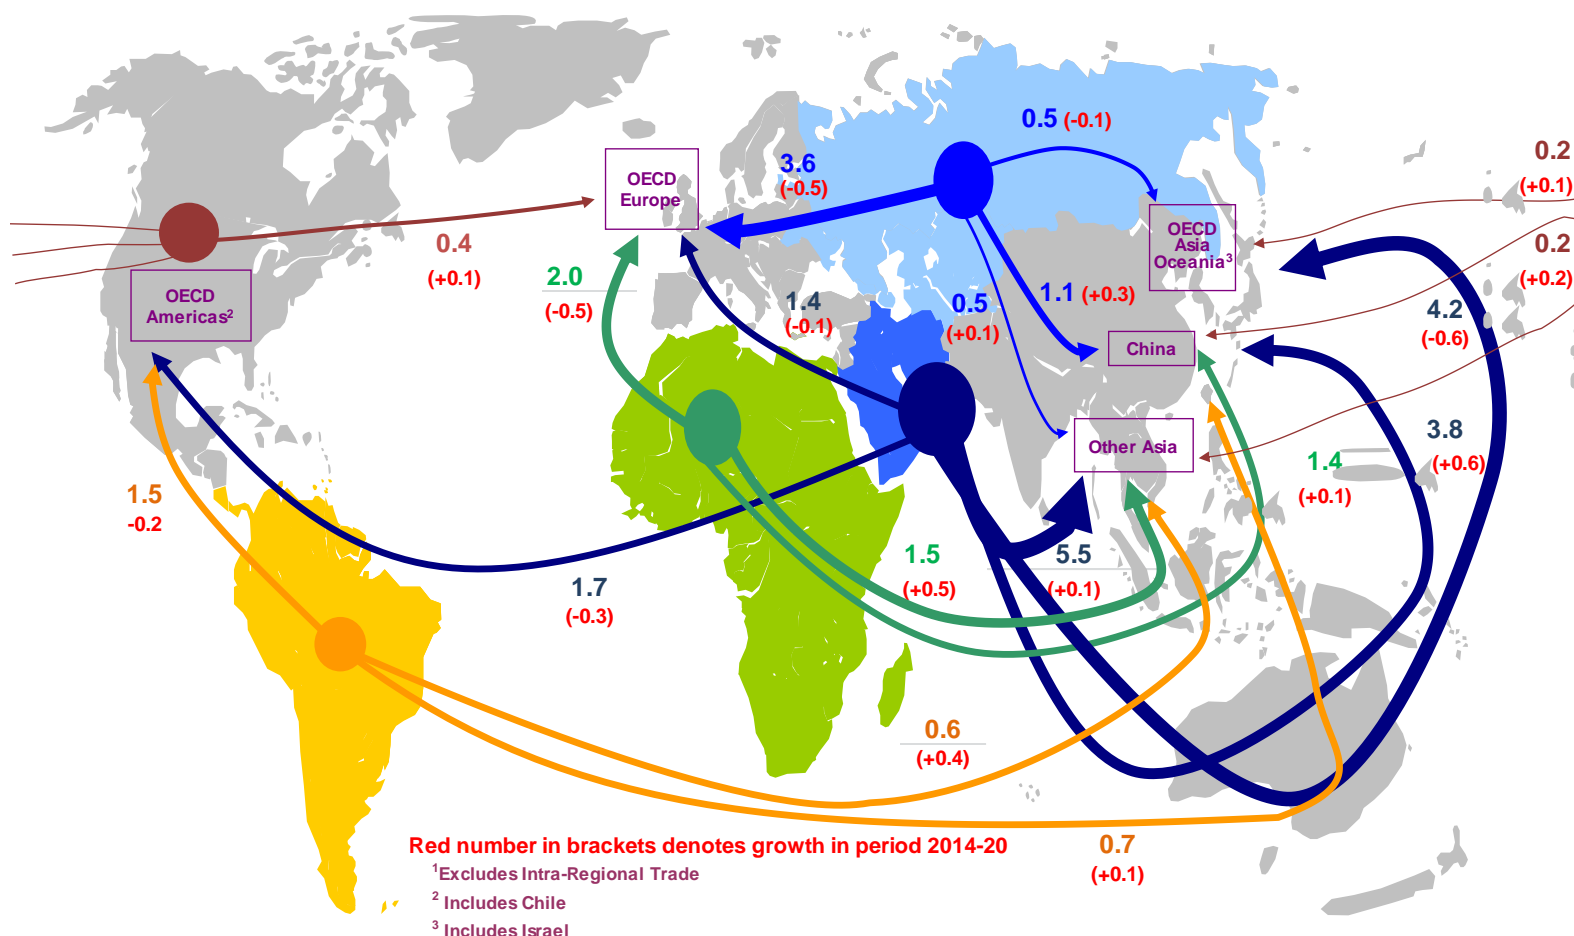 0.5 (-0.1)
3.6
(-0.5)
0.2
(+0.1)
OECD
Europe
OECD
Asia
Oceania3
0.4
(+0.1)
0.2
(+0.2)
2.0
(-0.5)
OECD
Americas2
1.4
(-0.1)
0.5
(+0.1)
1.1 (+0.3)
4.2
(-0.6)
China
Other Asia
3.8
(+0.6)
1.4
(+0.1)
1.5
-0.2
1.5
(+0.5)
5.5
(+0.1)
1.7
(-0.3)
0.6
(+0.4)
0.7
(+0.1)
Red number in brackets denotes growth in period 2014-20
1Excludes Intra-Regional Trade
2 Includes Chile
3 Includes Israel